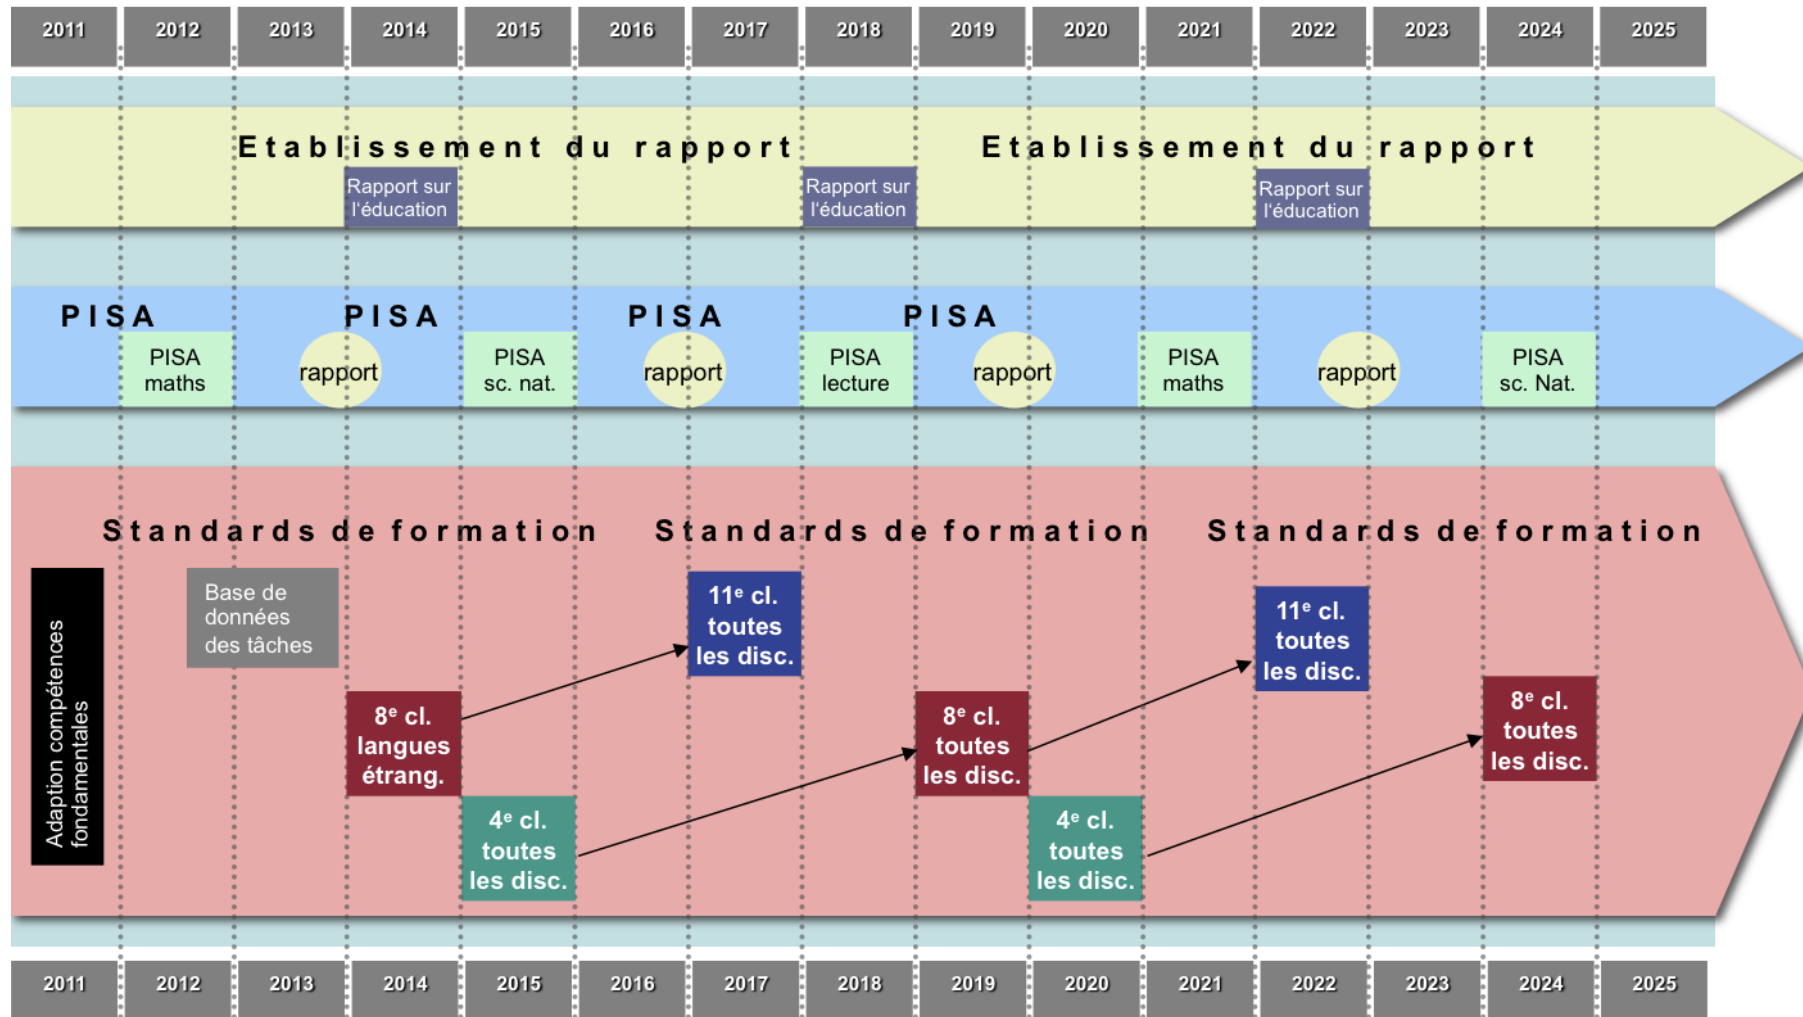 2011 2012 2013 2014 2015 2016 2017 2018 2019 2020 2021 2022 2023 2024 2025
Etablissement du rapport Etablissement du rapport
Rapport sur
l'éducation
Rapport sur
l'éducation
Rapport sur
l'éducation
PISA PISA PISA PISA
PISA
maths
rapport
PISA
sc. nat.
rapport
PISA
lecture
rapport
PISA
maths
rapport
PISA
sc. Nat.
Standards de formation Standards de formation Standards de formation
Adaption compétences
fondamentales
Base de
données
des tâches
8e cl.
langues
étrang.
4e cl.
toutes
les disc.
11e cl.
toutes
les disc.
8e cl.
toutes
les disc.
4e cl.
toutes
les disc.
11e cl.
toutes
les disc.
8e cl.
toutes
les disc.
2011 2012 2013 2014 2015 2016 2017 2018 2019 2020 2021 2022 2023 2024 2025